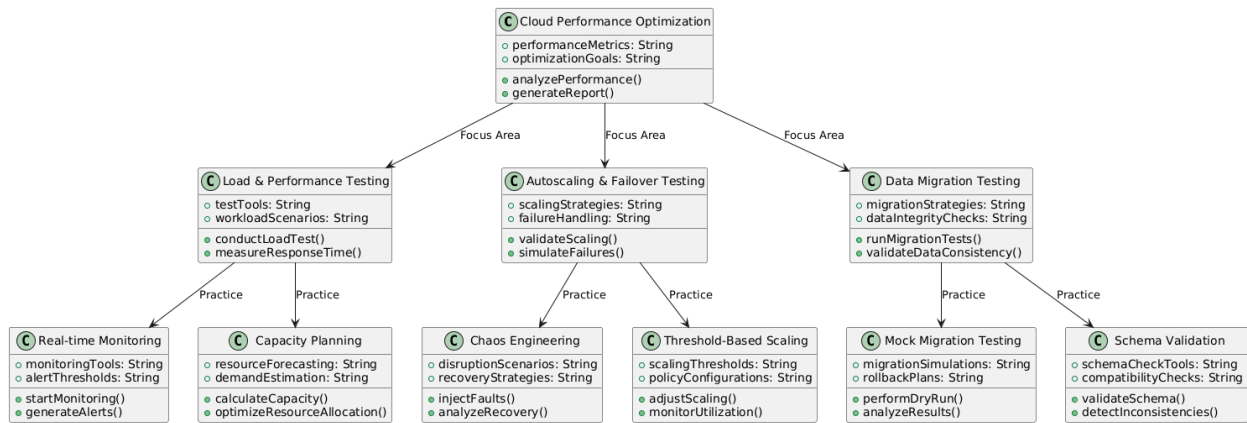 C Cloud Performance Optimization
performanceMetrics: String
optimizationGoals: String
analyzePerformance()
generateReport()
Focus Area
Focus Area
Focus Area
C Load & Performance Testing
testTools: String
workloadScenarios: String
conductLoadTest()
measureResponseTime()
C Autoscaling & Failover Testing
scalingStrategies: String
failureHandling: String
validateScaling()
simulateFailures()
C Data Migration Testing
migrationStrategies: String
dataIntegrityChecks: String
runMigrationTests()
validateDataConsistency()
Practice
Practice
Practice
Practice
Practice
Practice
C Real-time Monitoring
monitoringTools: String
alertThresholds: String
startMonitoring()
generateAlerts()
C Capacity Planning
resourceForecasting: String
demandEstimation: String
calculateCapacity()
optimizeResourceAllocation()
C Chaos Engineering
disruptionScenarios: String
recoveryStrategies: String
injectFaults()
analyzeRecovery()
C Threshold-Based Scaling
scalingThresholds: String
policyConfigurations: String
adjustScaling()
monitorUtilization()
C Mock Migration Testing
migrationSimulations: String
rollbackPlans: String
performDryRun()
analyzeResults()
C Schema Validation
schemaCheckTools: String
compatibilityChecks: String
validateSchema()
detectInconsistencies()